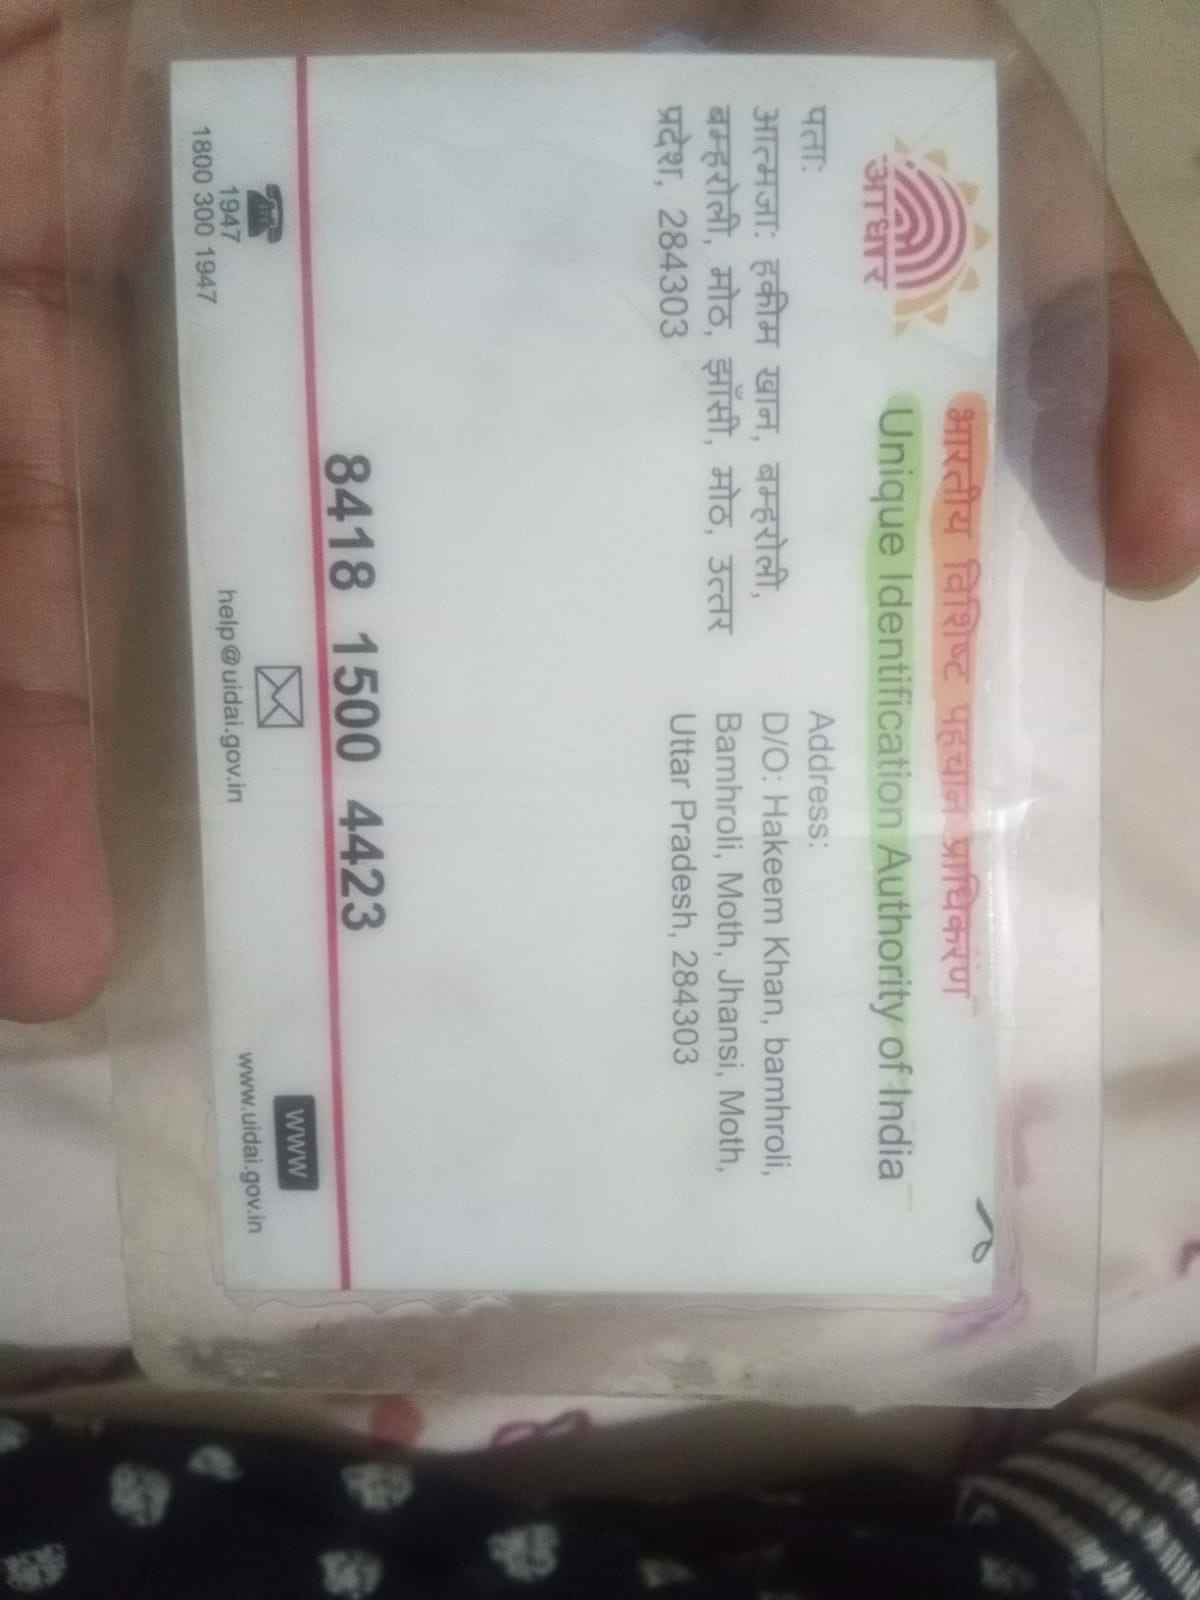 आधार
भारतीय विशिष्ट पहचान प्राधिकरण
Unique Identification Authority of India
पता:
आत्मजा: हकीम खान, बम्हरोली,
बम्हरोली, मोठ, झाँसी, मोठ, उत्तर
प्रदेश, 284303
Address:
D/O: Hakeem Khan, bamhroli,
Bamhroli, Moth, Jhansi, Moth,
Uttar Pradesh, 284303
8418 1500 4423
1947
1800 300 1947
help@uidai.gov.in
www
www.uidai.gov.in